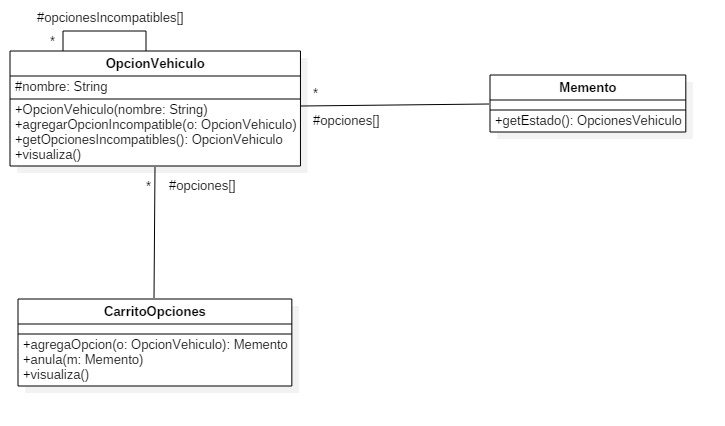 #opcionesIncompatibles[]
*
OpcionVehiculo
#nombre: String
+OpcionVehiculo(nombre: String)
+agregarOpcionIncompatible(o: OpcionVehiculo)
+getOpcionesIncompatibles(): OpcionVehiculo
+visualiza()
*
#opciones[]
Memento
+getEstado(): OpcionesVehiculo
*
#opciones[]
CarritoOpciones
+agregaOpcion(o: OpcionVehiculo): Memento
+anula(m: Memento)
+visualiza()